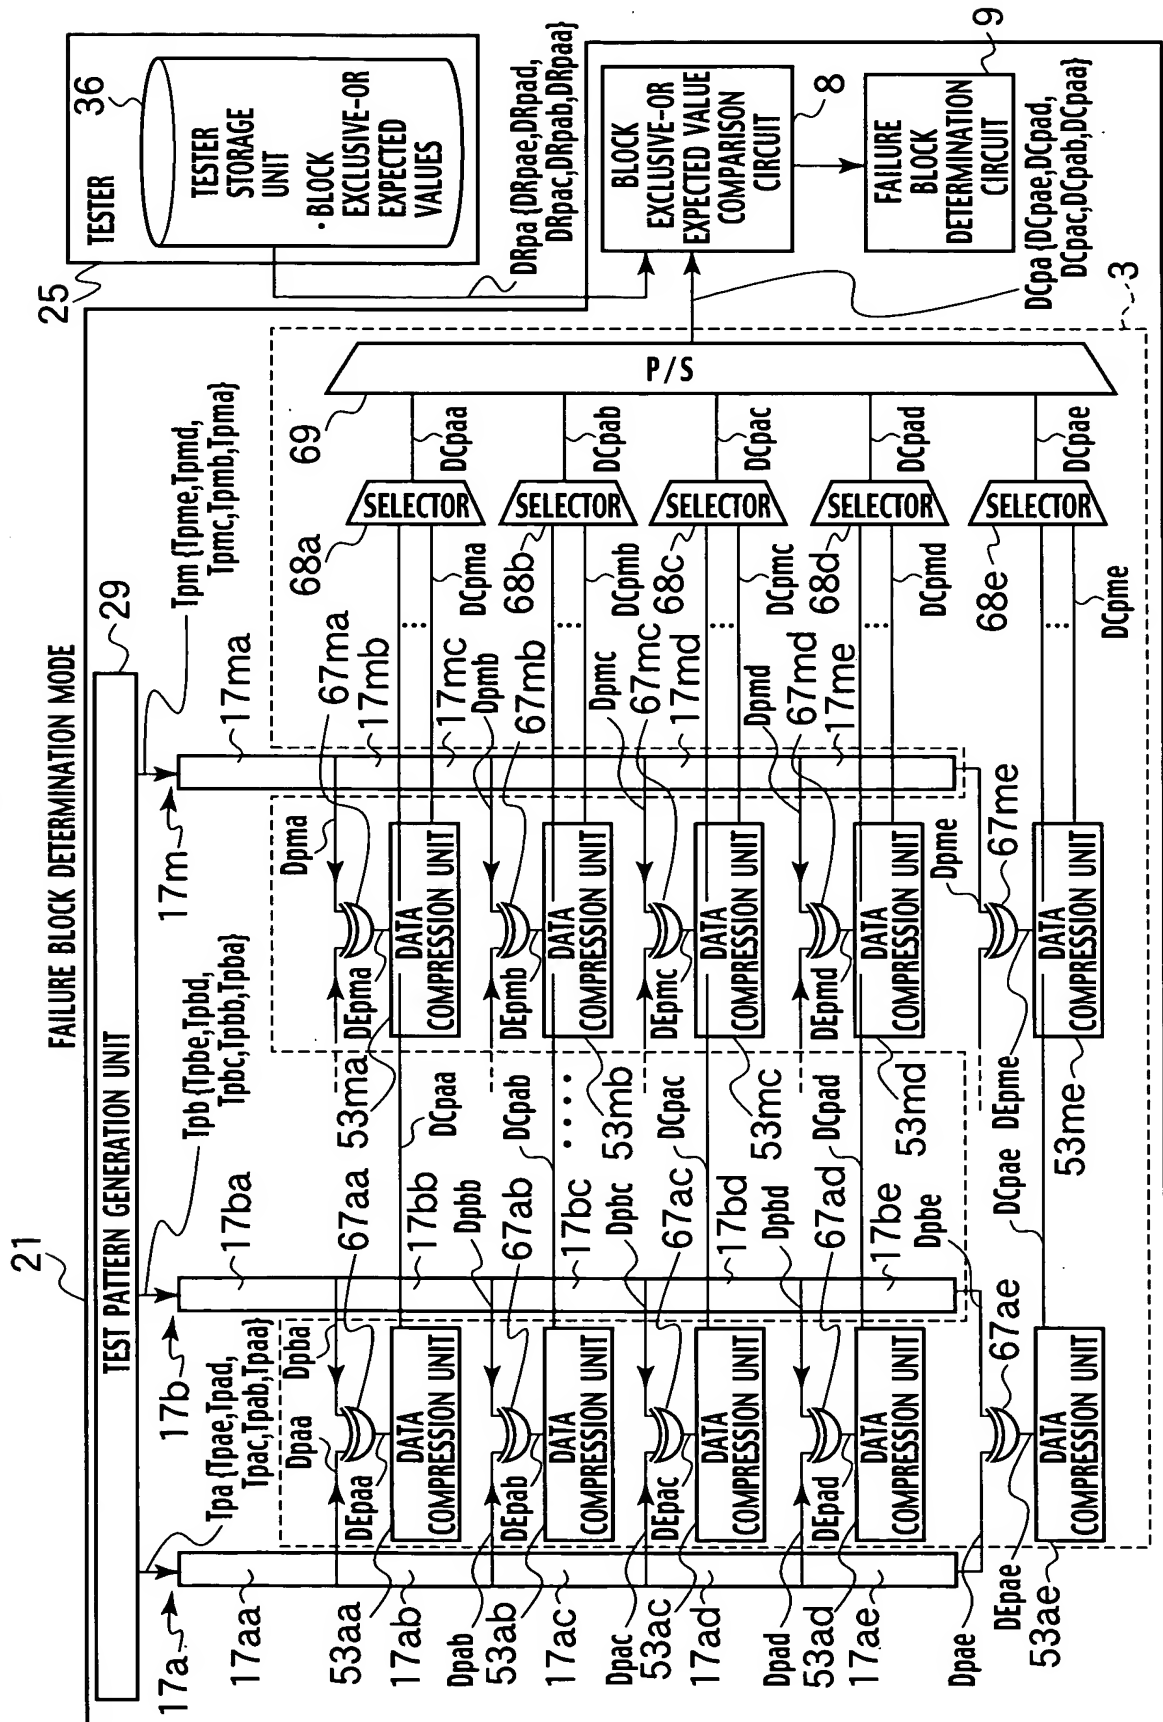 FAILURE BLOCK DETERMINATION MODE
21
TEST PATTERN GENERATION UNIT
29
25
TESTER
36
TESTER
STORAGE
UNIT
·BLOCK
EXCLUSIVE-OR
EXPECTED
VALUES
DRpa {DRpae,DRpad,
DRpac,DRpab,DRpaa}
BLOCK
EXCLUSIVE-OR
EXPECTED VALUE
COMPARISON
CIRCUIT
8
FAILURE
BLOCK
DETERMINATION
CIRCUIT
9
DCpa {DCpae,DCpad,
DCpac,DCpab,DCpaa}
3
17a
Tpa {Tpae,Tpad,
Tpac,Tpab,Tpaa}
17b
Tpb {Tpbe,Tpbd,
Tpbc,Tpbb,Tpba}
17m
Tpm {Tpme,Tpmd,
Tpmc,Tpmb,Tpma}
17aa
17ba
17ma
Dpaa
Dpba
67aa
Dpma
67ma
69
P/S
DEpaa
DEpma
53aa
DATA
COMPRESSION UNIT
53ma
DATA
COMPRESSION UNIT
DCpaa
68a
SELECTOR
DCpaa
DCpma
17ab
17bb
17mb
Dpab
Dpbb
67ab
Dpmb
67mb
DEpab
DEpmb
53ab
DATA
COMPRESSION UNIT
53mb
DATA
COMPRESSION UNIT
DCpab
68b
SELECTOR
DCpab
DCpmb
17ac
17bc
17mc
Dpac
Dpbc
67ac
Dpmc
67mc
DEpac
DEpmc
53ac
DATA
COMPRESSION UNIT
53mc
DATA
COMPRESSION UNIT
DCpac
68c
SELECTOR
DCpac
DCpmc
17ad
17bd
17md
Dpad
Dpbd
67ad
Dpmd
67md
DEpad
DEpmd
53ad
DATA
COMPRESSION UNIT
53md
DATA
COMPRESSION UNIT
DCpad
68d
SELECTOR
DCpad
DCpmd
17ae
17be
17me
Dpae
Dpbe
67ae
Dpme
67me
DEpae
DEpme
53ae
DATA
COMPRESSION UNIT
53me
DATA
COMPRESSION UNIT
DCpae
68e
SELECTOR
DCpae
DCpme